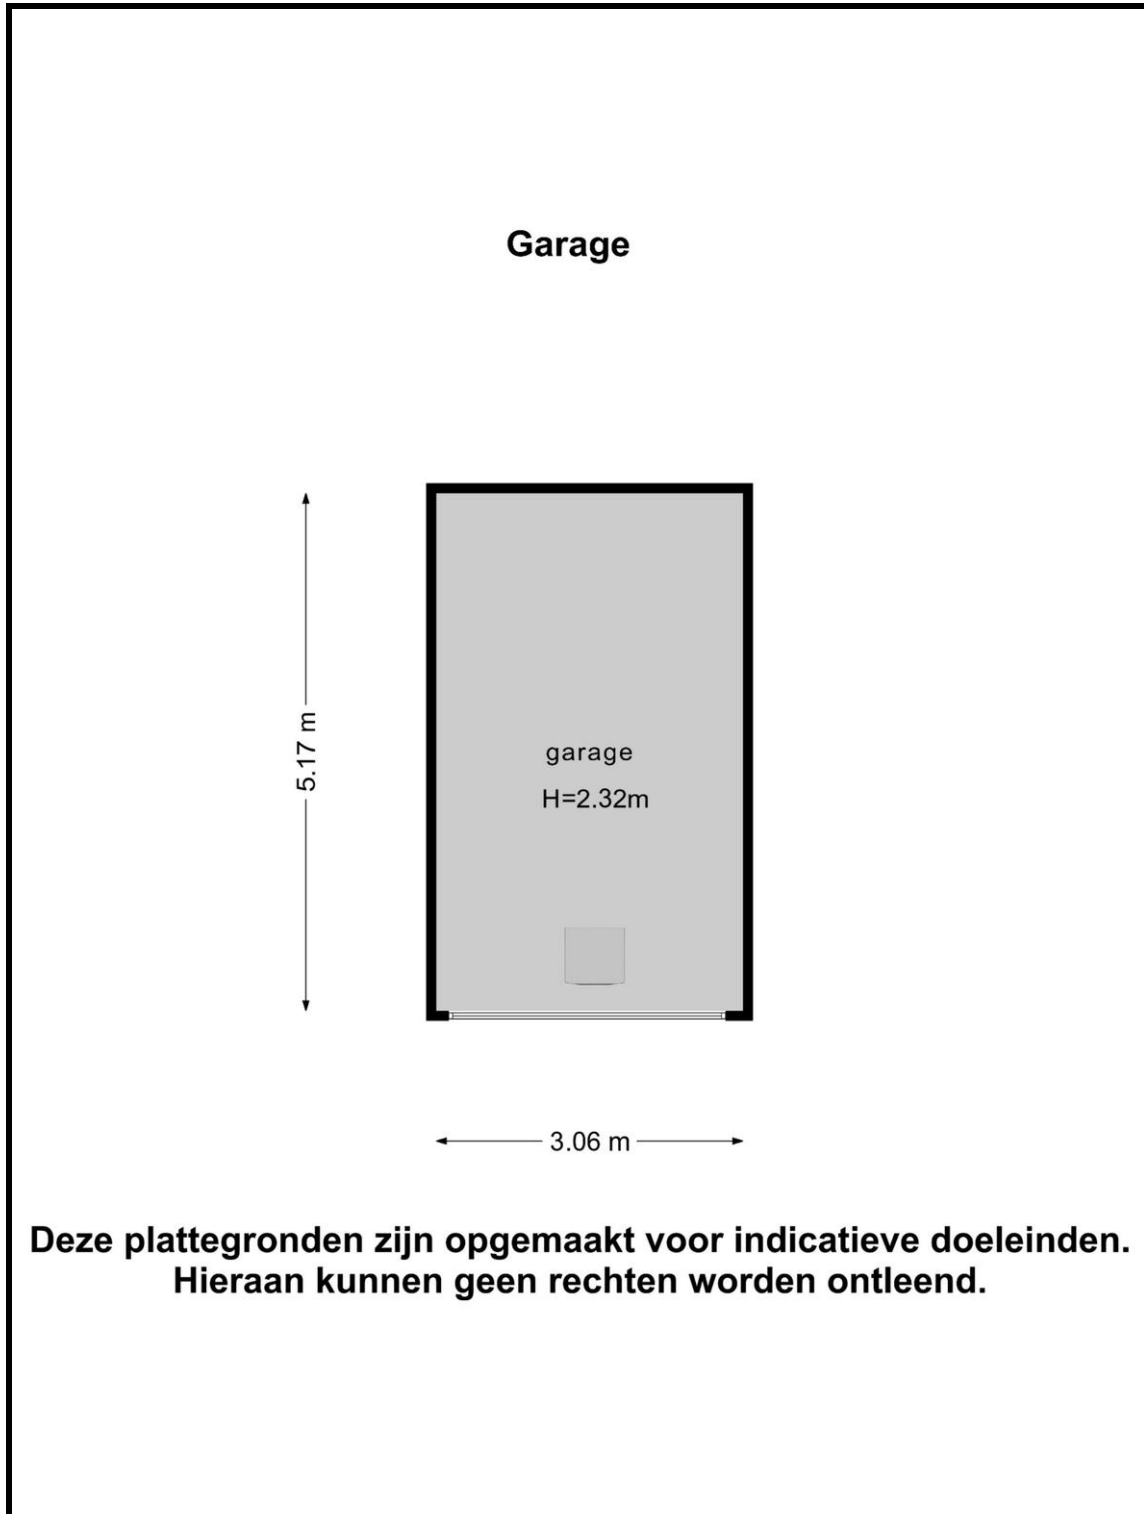 Garage
5.17 m
garage
H=2.32m
3.06 m
Deze plattegronden zijn opgemaakt voor indicatieve doeleinden.
Hieraan kunnen geen rechten worden ontleend.